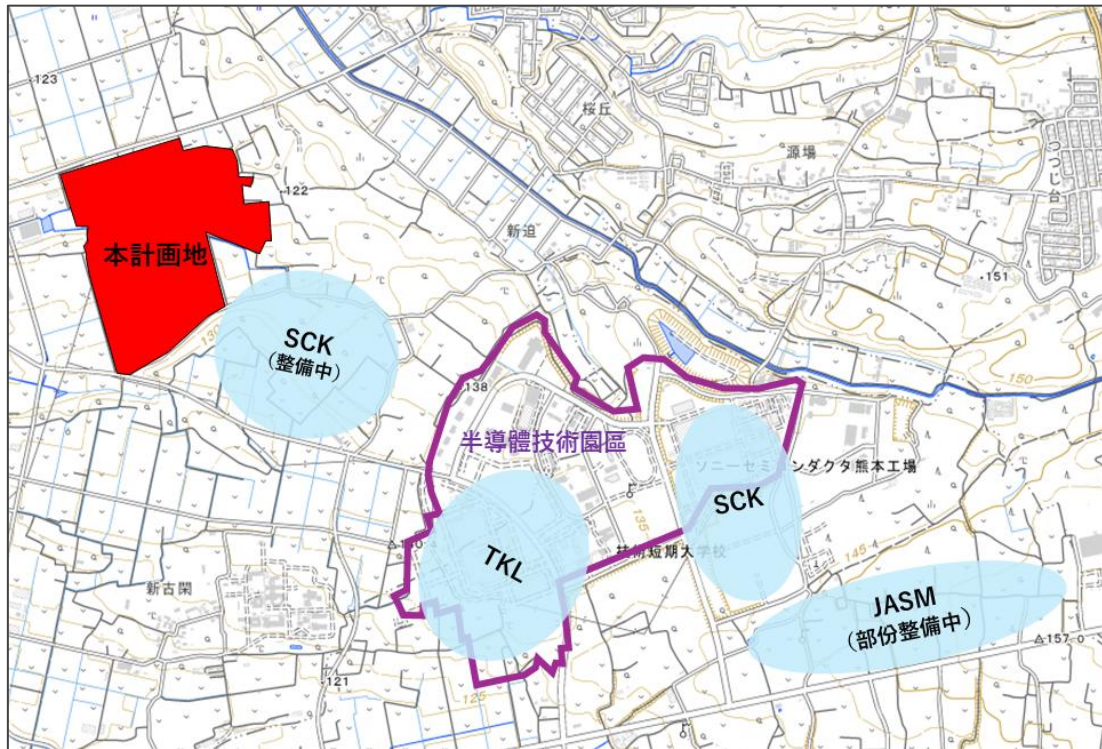 123
桜丘
源場
つつじ台
122
新迫
本計画地
151
130
SCK
(整備中)
150
138
半導體技術園區
ソニーセミ
ンダクタ熊本工場
135
SCK
TKL
技術短期大学校
145
新古閑
JASM
(部份整備中)
157.0
121
125